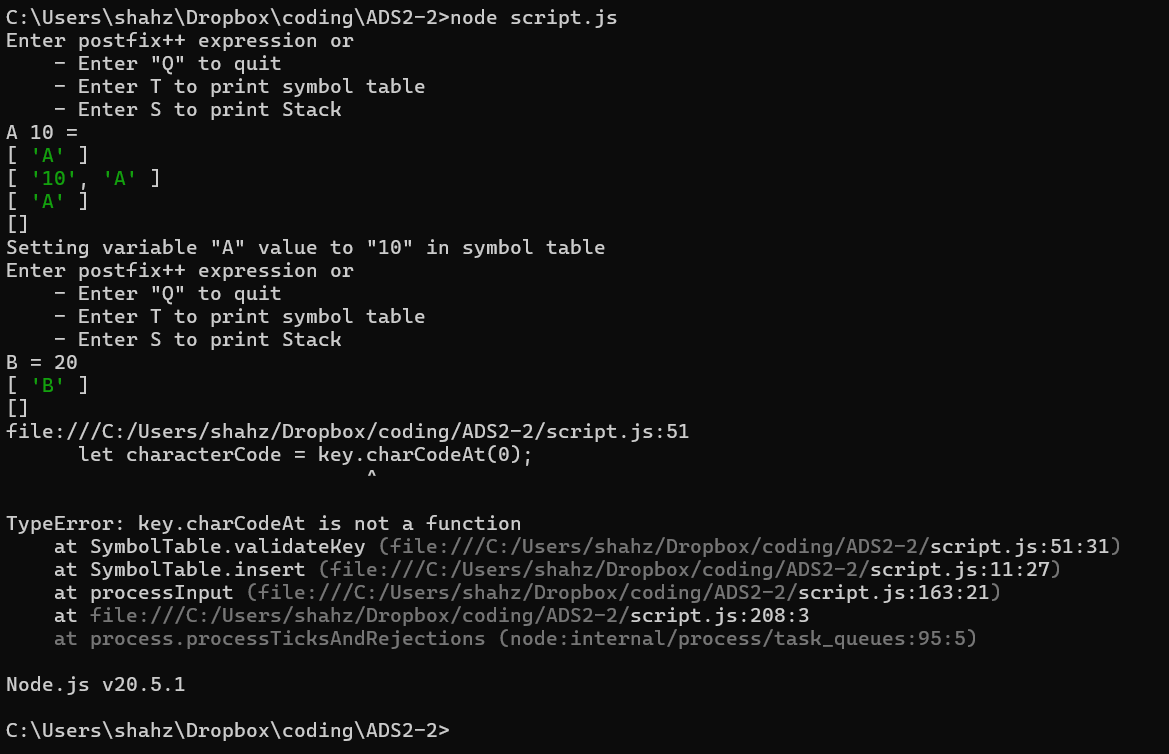 C:\Users\shahz\Dropbox\coding\ADS2-2>node script.js
Enter postfix++ expression or
    - Enter "Q" to quit
    - Enter T to print symbol table
    - Enter S to print Stack
A 10 =
[ 'A' ]
[ '10', 'A' ]
[ 'A' ]
[]
Setting variable "A" value to "10" in symbol table
Enter postfix++ expression or
    - Enter "Q" to quit
    - Enter T to print symbol table
    - Enter S to print Stack
B = 20
[ 'B' ]
[]
file:///C:/Users/shahz/Dropbox/coding/ADS2-2/script.js:51
      let characterCode = key.charCodeAt(0);
                              ^

TypeError: key.charCodeAt is not a function
    at SymbolTable.validateKey (file:///C:/Users/shahz/Dropbox/coding/ADS2-2/script.js:51:31)
    at SymbolTable.insert (file:///C:/Users/shahz/Dropbox/coding/ADS2-2/script.js:11:27)
    at processInput (file:///C:/Users/shahz/Dropbox/coding/ADS2-2/script.js:163:21)
    at file:///C:/Users/shahz/Dropbox/coding/ADS2-2/script.js:208:3
    at process.processTicksAndRejections (node:internal/process/task_queues:95:5)

Node.js v20.5.1

C:\Users\shahz\Dropbox\coding\ADS2-2>